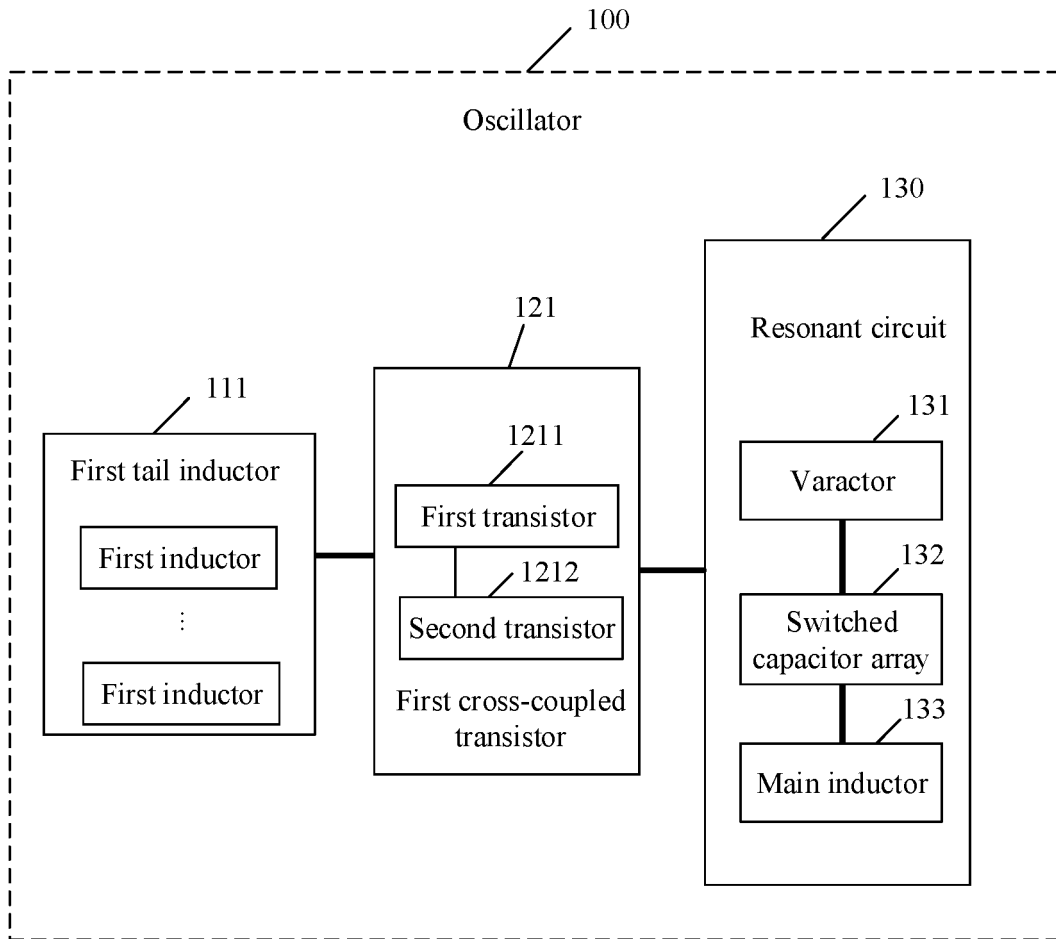 100
Oscillator
130
Resonant circuit
121
111
131
1211
First tail inductor
Varactor
First transistor
First inductor
132
1212
⋮
Second transistor
Switched
capacitor array
First inductor
133
First cross-coupled
transistor
Main inductor